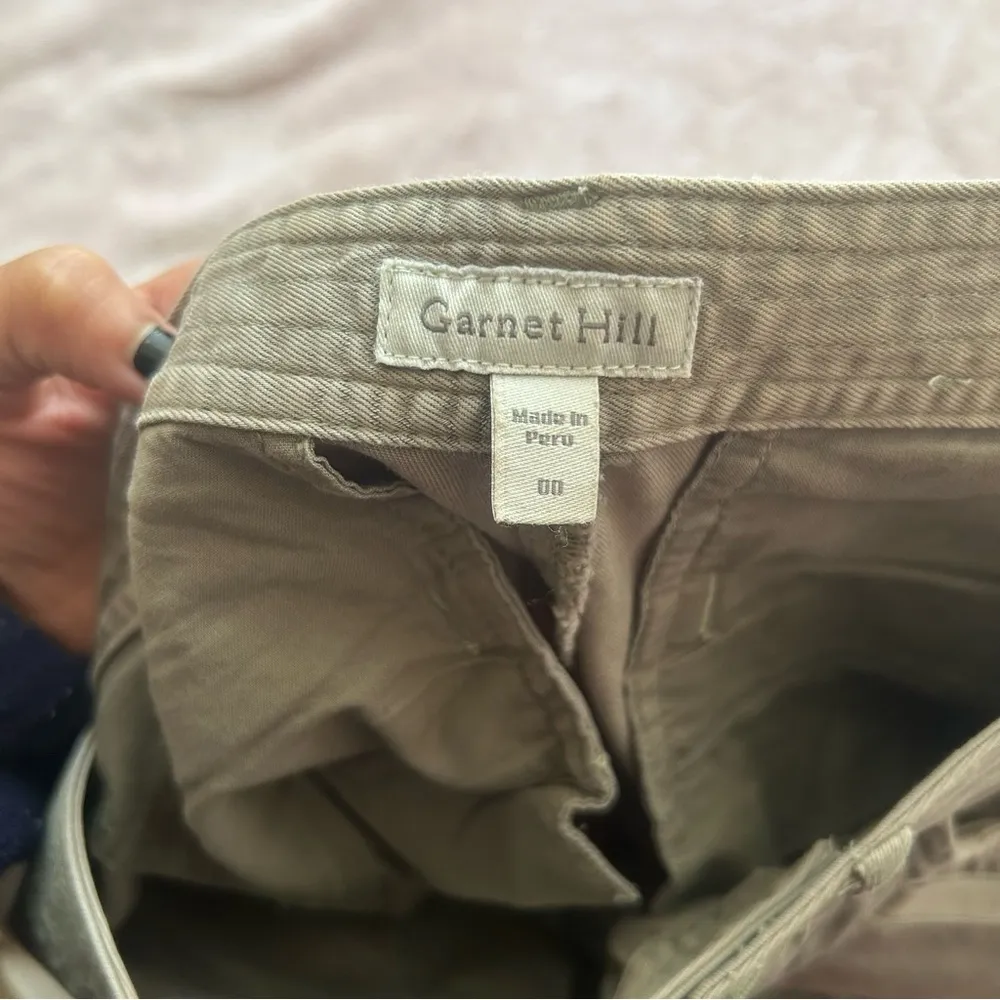 Garnet Hill
Made in
Peru
00